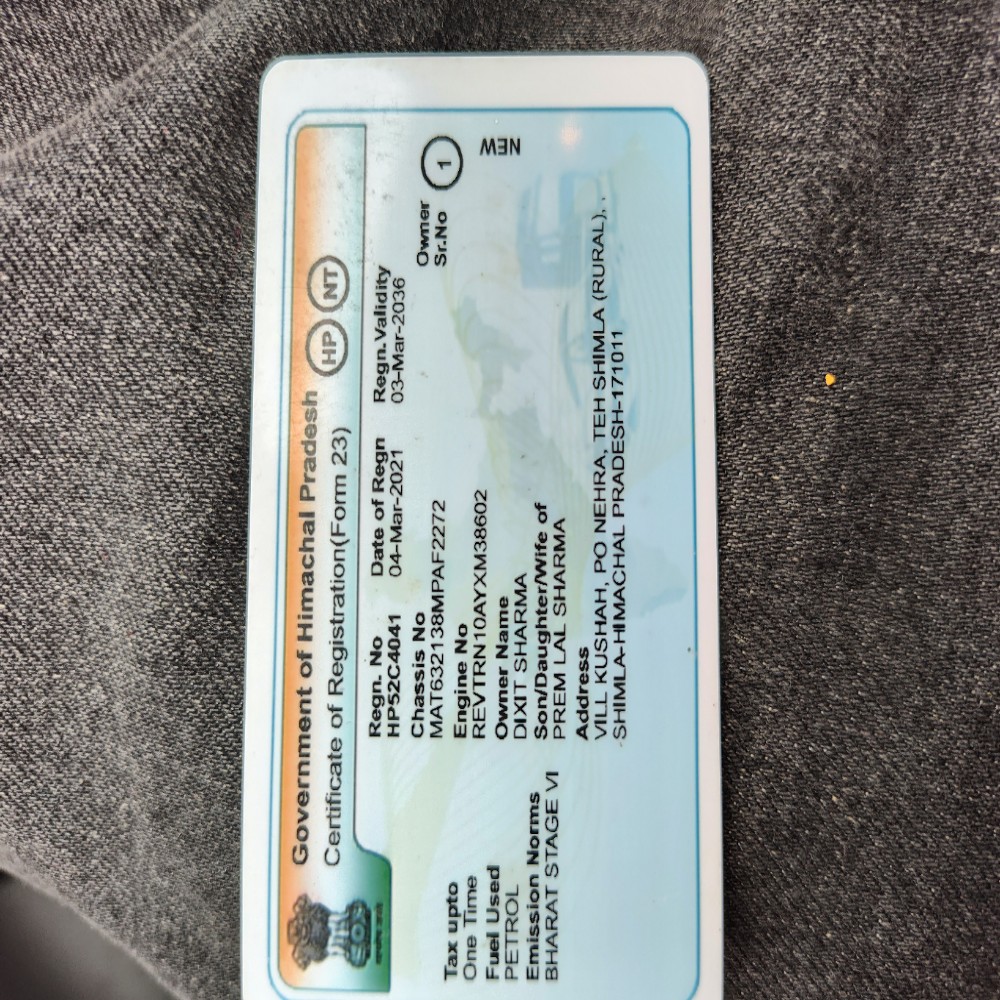 Government of Himachal Pradesh
Certificate of Registration(Form 23)
HP NT
Regn. No Date of Regn Regn.Validity
HP52C4041 04-Mar-2021 03-Mar-2036
Chassis No
MAT632138MPAF2272
Owner
Sr.No 1
Engine No
REVTRN10AYXM38602
NEW
Owner Name
DIXIT SHARMA
Son/Daughter/Wife of
PREM LAL SHARMA
Address
VILL KUSHAH, PO NEHRA, TEH SHIMLA (RURAL), .
SHIMLA-HIMACHAL PRADESH-171011
Tax upto
One Time
Fuel Used
PETROL
Emission Norms
BHARAT STAGE VI